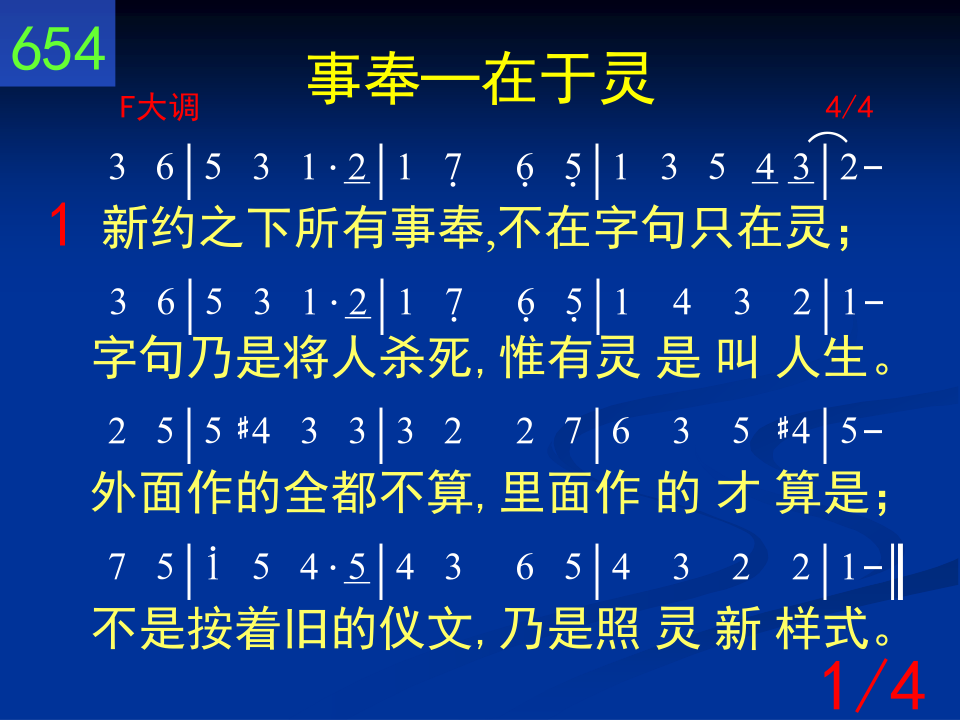 654
事奉—在于灵
F大调 4/4
3 6|5 3 1·2|1 7̣ 6̣ 5̣|1 3 5 4 3|2-
1 新约之下所有事奉,不在字句只在灵；
3 6|5 3 1·2|1 7̣ 6̣ 5̣|1 4 3 2|1-
字句乃是将人杀死,惟有灵 是 叫 人生。
2 5|5 ♯4 3 3|3 2 2 7|6 3 5 ♯4|5-
外面作的全都不算,里面作 的 才 算是；
7 5|1̇ 5 4·5|4 3 6 5|4 3 2 2|1-‖
不是按着旧的仪文,乃是照 灵 新 样式。
1/4